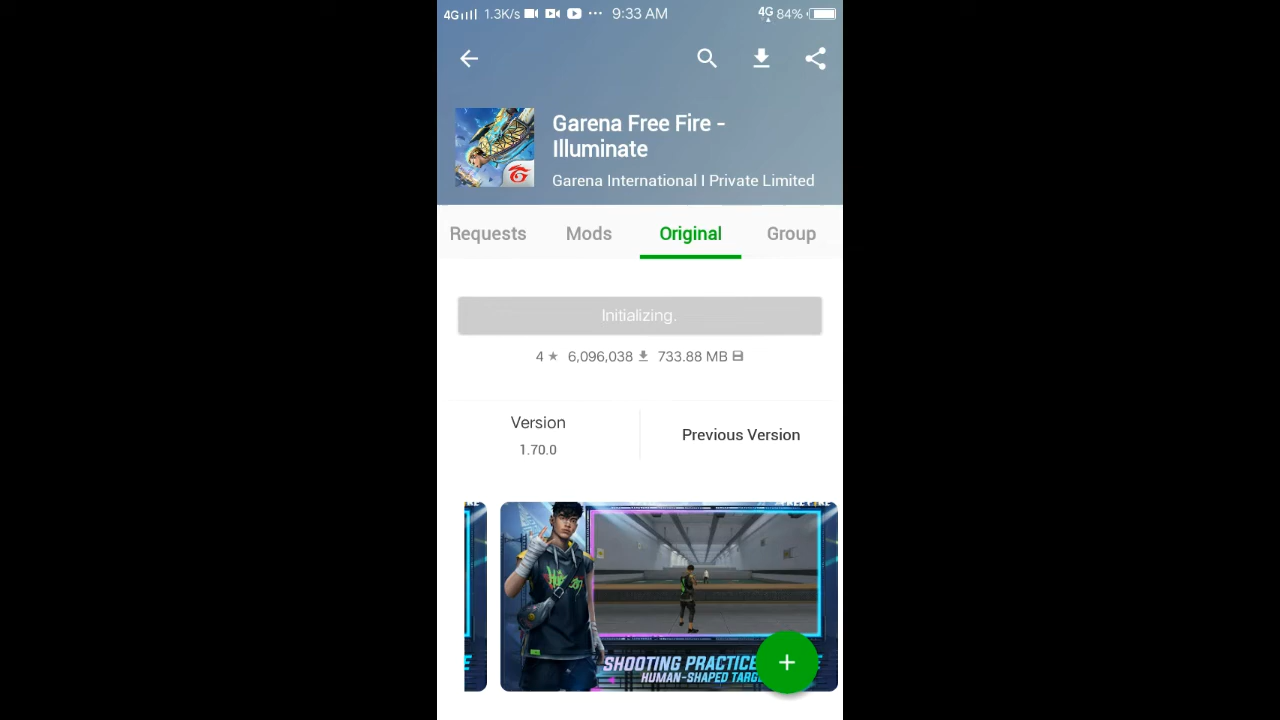 4G 1.3K/s ··· 9:33 AM 4G 84%
Garena Free Fire -
Illuminate
Garena International I Private Limited
Requests Mods Original Group
Initializing.
4 ★ 6,096,038 733.88 MB
Version
1.70.0
Previous Version
SHOOTING PRACTICE
HUMAN-SHAPED
+